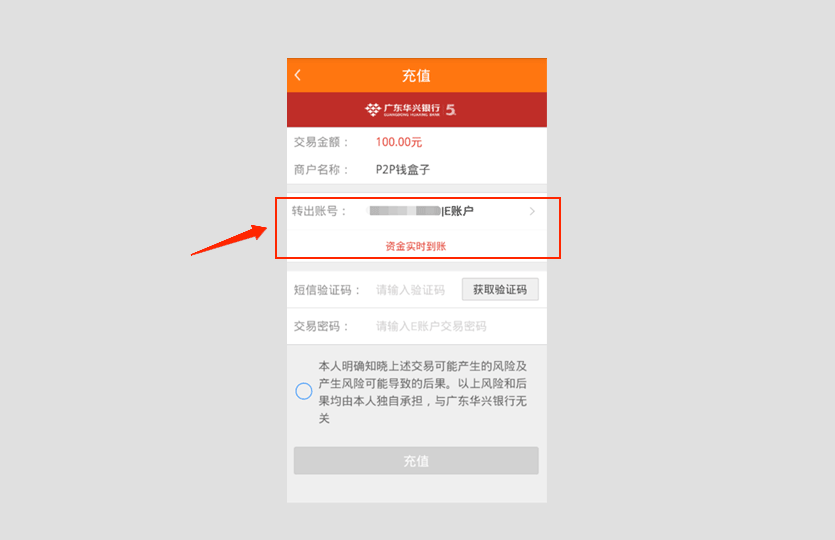 充值
广东华兴银行 5
GUANGDONG HUAXING BANK
交易金额： 100.00元
商户名称： P2P钱盒子
转出账号： E账户
资金实时到账
短信验证码： 请输入验证码 获取验证码
交易密码： 请输入E账户交易密码
本人明确知晓上述交易可能产生的风险及
产生风险可能导致的后果。以上风险和后
果均由本人独自承担，与广东华兴银行无
关
充值